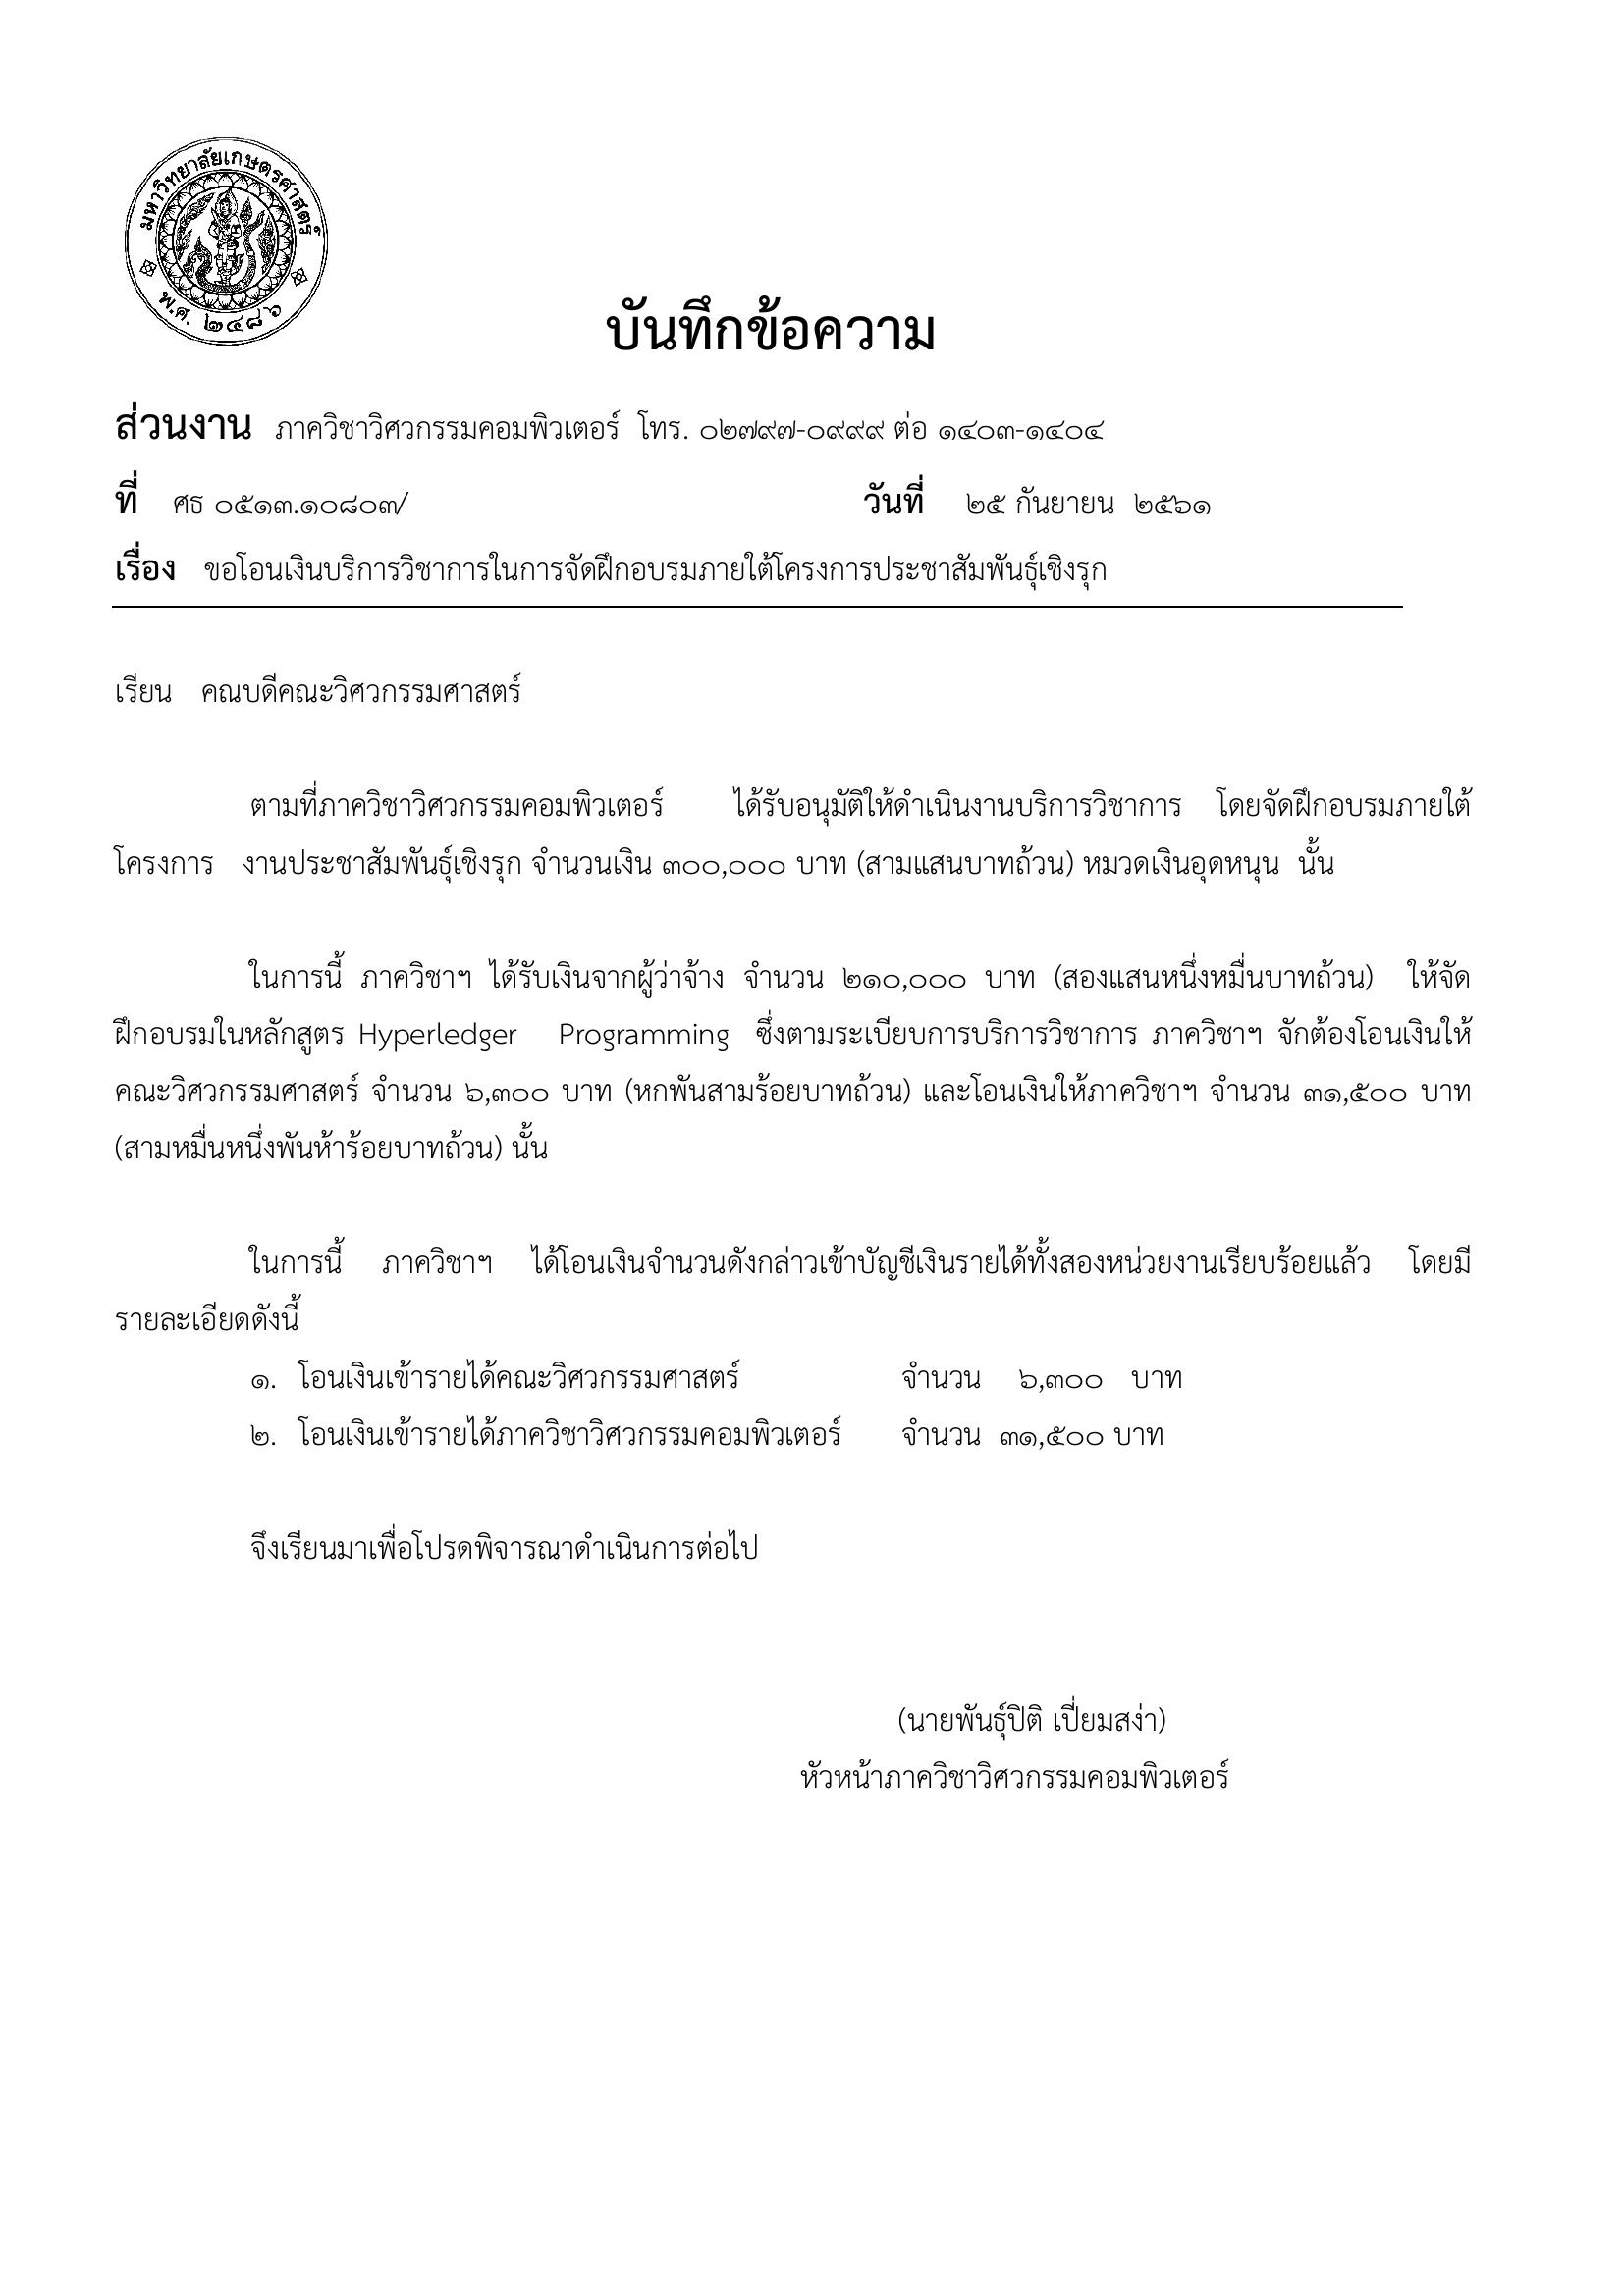 มหาวิทยาลัยเกษตรศาสตร์
พ.ศ. ๒๔๘๖
บันทึกข้อความ
ส่วนงาน ภาควิชาวิศวกรรมคอมพิวเตอร์ โทร. ๐๒๗๙๗-๐๙๙๙ ต่อ ๑๔๐๓-๑๔๐๔
ที่ ศธ ๐๕๑๓.๑๐๘๐๓/ วันที่ ๒๕ กันยายน ๒๕๖๑
เรื่อง ขอโอนเงินบริการวิชาการในการจัดฝึกอบรมภายใต้โครงการประชาสัมพันธุ์เชิงรุก
เรียน คณบดีคณะวิศวกรรมศาสตร์
ตามที่ภาควิชาวิศวกรรมคอมพิวเตอร์ ได้รับอนุมัติให้ดำเนินงานบริการวิชาการ โดยจัดฝึกอบรมภายใต้
โครงการ งานประชาสัมพันธุ์เชิงรุก จำนวนเงิน ๓๐๐,๐๐๐ บาท (สามแสนบาทถ้วน) หมวดเงินอุดหนุน นั้น
ในการนี้ ภาควิชาฯ ได้รับเงินจากผู้ว่าจ้าง จำนวน ๒๑๐,๐๐๐ บาท (สองแสนหนึ่งหมื่นบาทถ้วน) ให้จัด
ฝึกอบรมในหลักสูตร Hyperledger Programming ซึ่งตามระเบียบการบริการวิชาการ ภาควิชาฯ จักต้องโอนเงินให้
คณะวิศวกรรมศาสตร์ จำนวน ๖,๓๐๐ บาท (หกพันสามร้อยบาทถ้วน) และโอนเงินให้ภาควิชาฯ จำนวน ๓๑,๕๐๐ บาท
(สามหมื่นหนึ่งพันห้าร้อยบาทถ้วน) นั้น
ในการนี้ ภาควิชาฯ ได้โอนเงินจำนวนดังกล่าวเข้าบัญชีเงินรายได้ทั้งสองหน่วยงานเรียบร้อยแล้ว โดยมี
รายละเอียดดังนี้
๑. โอนเงินเข้ารายได้คณะวิศวกรรมศาสตร์ จำนวน ๖,๓๐๐ บาท
๒. โอนเงินเข้ารายได้ภาควิชาวิศวกรรมคอมพิวเตอร์ จำนวน ๓๑,๕๐๐ บาท
จึงเรียนมาเพื่อโปรดพิจารณาดำเนินการต่อไป
(นายพันธุ์ปิติ เปี่ยมสง่า)
หัวหน้าภาควิชาวิศวกรรมคอมพิวเตอร์